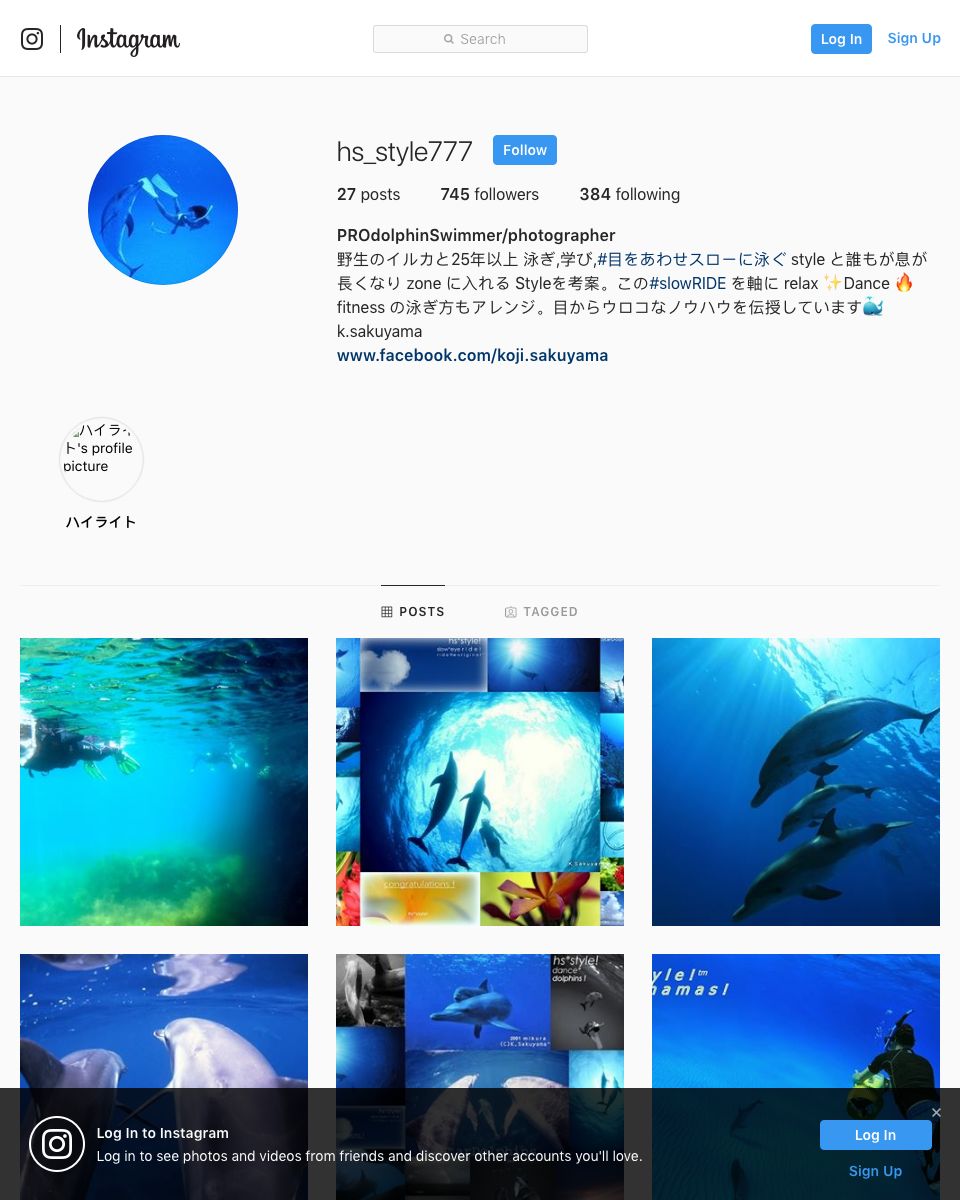 Instagram
Search
Log In
Sign Up
hs_style777
Follow
27 posts
745 followers
384 following
PROdolphinSwimmer/photographer
野生のイルカと25年以上 泳ぎ,学び,#目をあわせスローに泳ぐ style と誰もが息が
長くなり zone に入れる Styleを考案。この#slowRIDE を軸に relax ✨Dance 🔥
fitness の泳ぎ方もアレンジ。目からウロコなノウハウを伝授しています🐳
k.sakuyama
www.facebook.com/koji.sakuyama
ハイライ
ト's profile
picture
ハイライト
POSTS
TAGGED
hs*style!
congratulations !
K.Sakuyama
hs*style!
dance
dolphins !
2001 mikura
(C)K.Sakuyama
yle!™
hamas!
Log In to Instagram
Log in to see photos and videos from friends and discover other accounts you'll love.
Log In
Sign Up